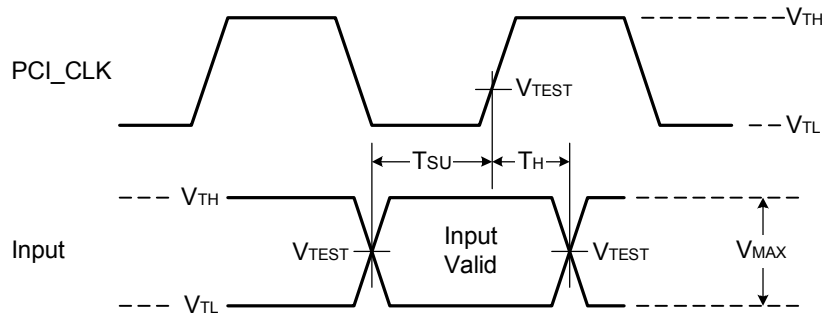 VTH
PCI_CLK
VTEST
VTL
TSU
TH
VTH
Input
VTEST
Input
Valid
VTEST
VMAX
VTL